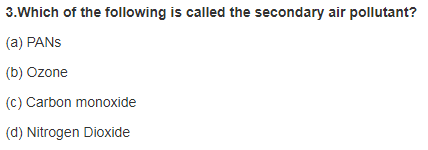 3.Which of the following is called the secondary air pollutant?
(a) PANs
(b) Ozone
(c) Carbon monoxide
(d) Nitrogen Dioxide